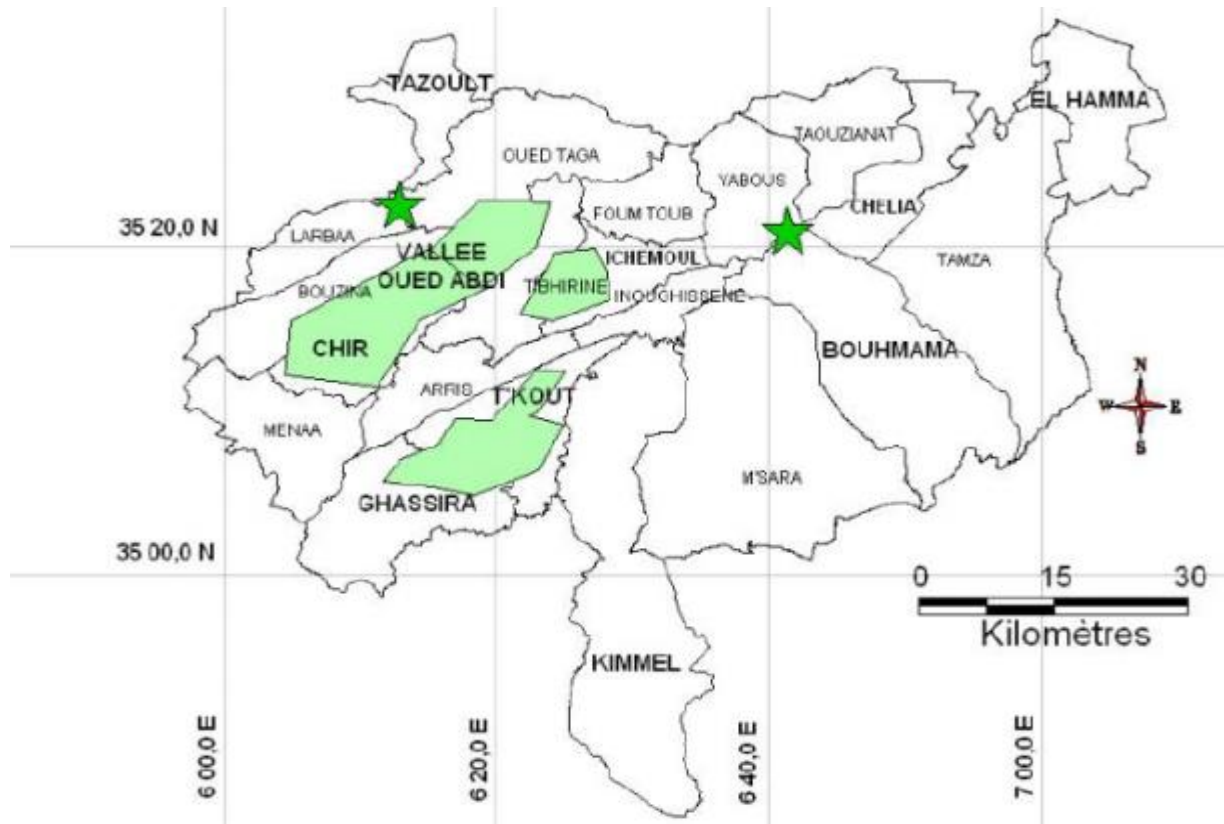 TAZOULT
EL HAMMA
TAOUZIANAT
OUED TAGA
YABOUS
CHELIA
FOUM TOUB
35 20,0 N
LARBAA
VALLEE
ICHEMOUL
TAMZA
OUED ABDI
BOUZINA
T'BHIRINE
INOUGHISSENE
CHIR
BOUHMAMA
ARRIS
T'KOUT
N
W
E
S
MENAA
M'SARA
GHASSIRA
35 00,0 N
0 15 30
Kilomètres
KIMMEL
6 00,0 E
6 20,0 E
6 40,0 E
7 00,0 E